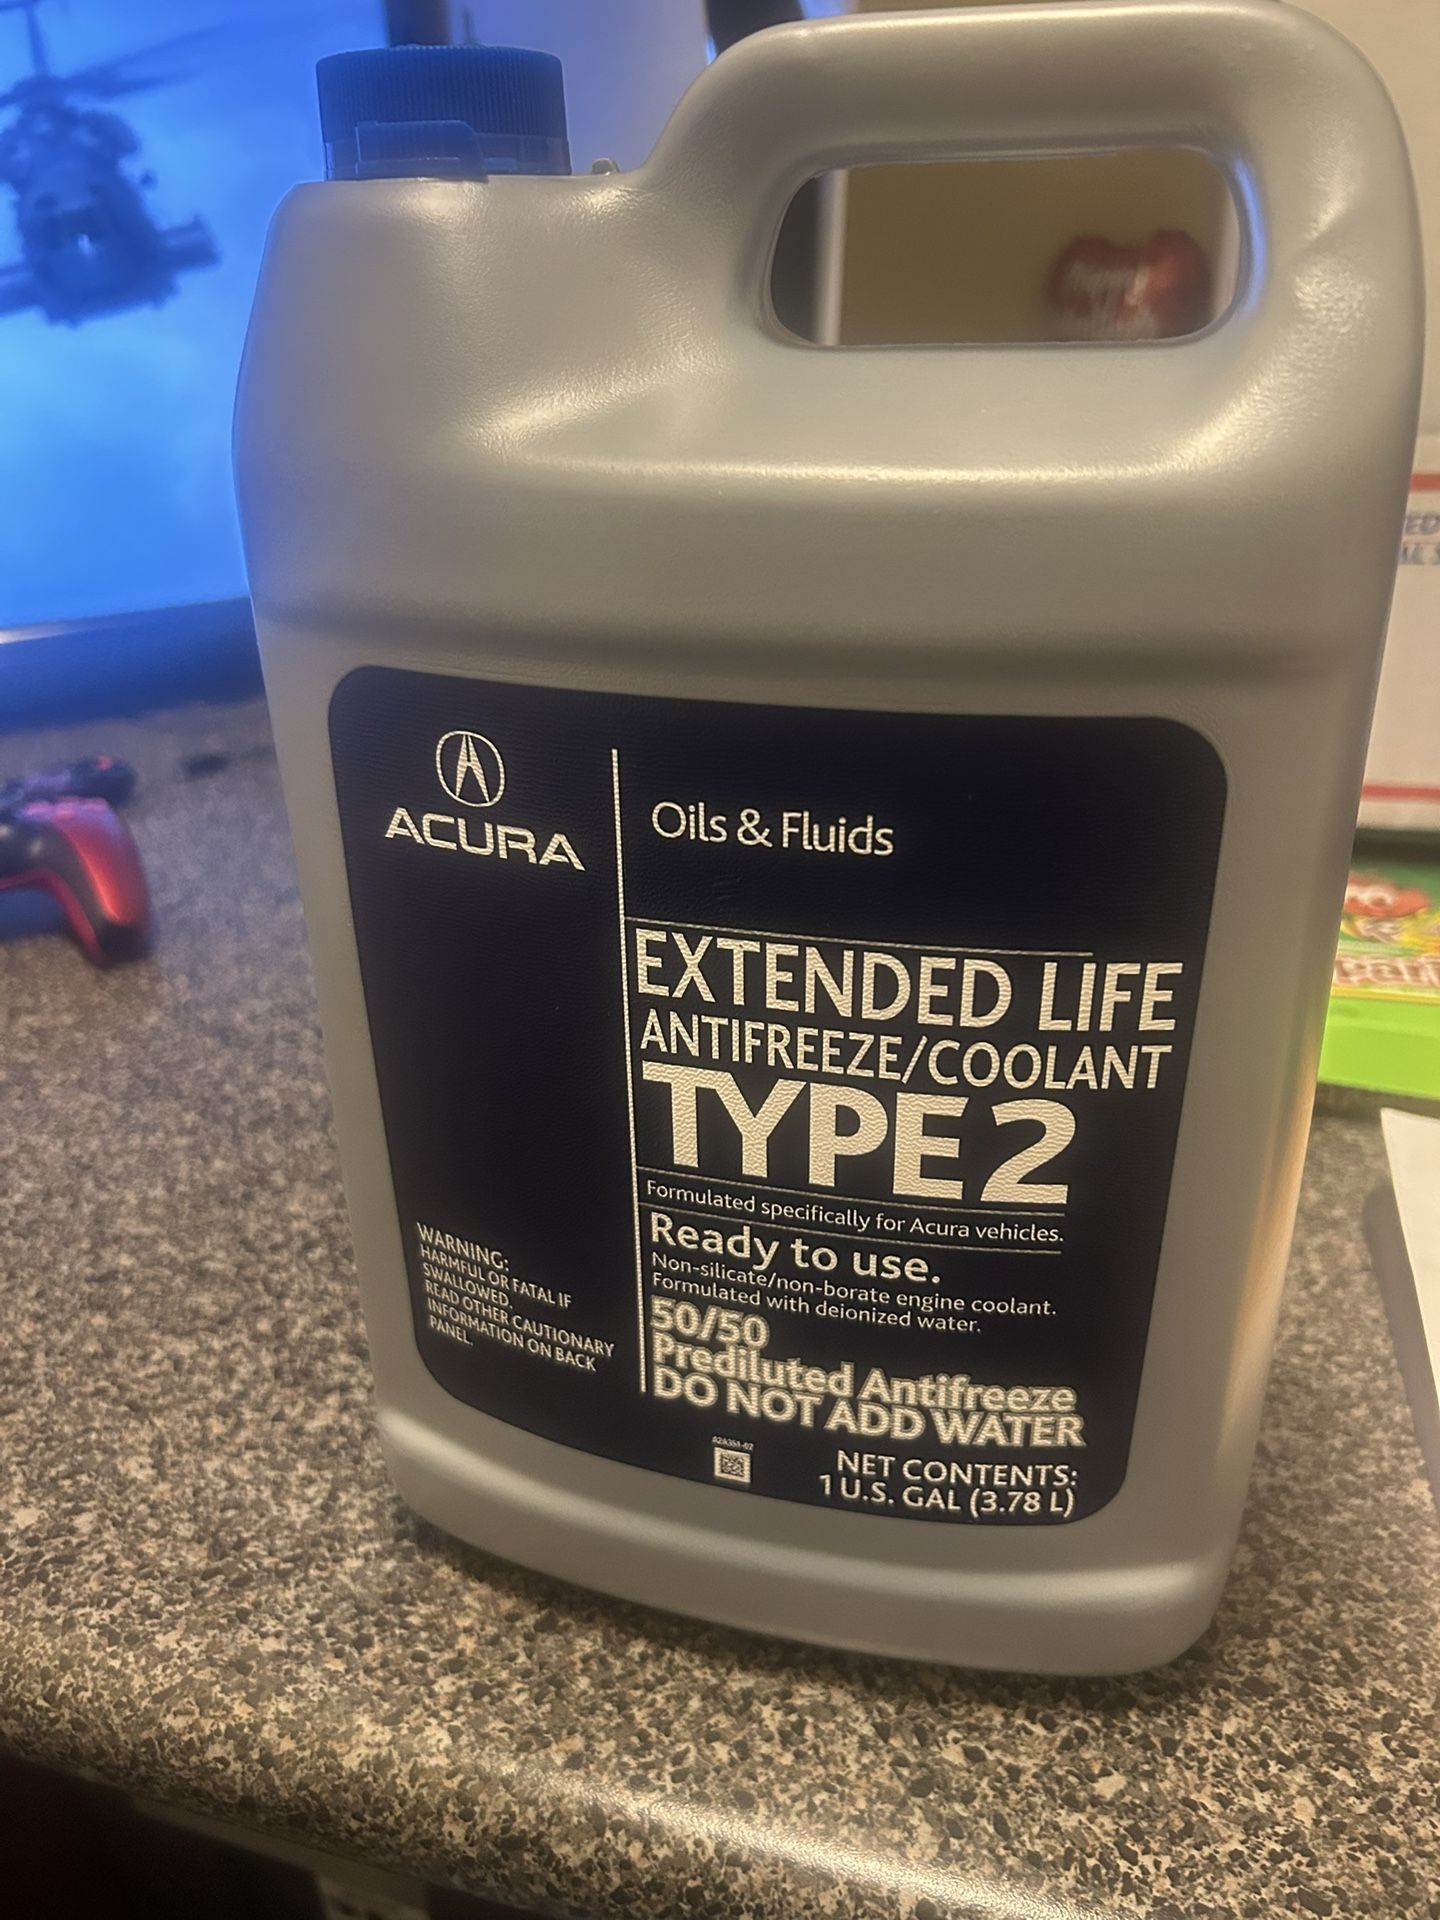 ACURA
Oils & Fluids
EXTENDED LIFE
ANTIFREEZE/COOLANT
TYPE 2
Formulated specifically for Acura vehicles.
Ready to use.
Non-silicate/non-borate engine coolant.
Formulated with deionized water.
50/50
Prediluted Antifreeze
DO NOT ADD WATER
NET CONTENTS:
1 U.S. GAL (3.78 L)
WARNING:
HARMFUL OR FATAL IF
SWALLOWED.
READ OTHER CAUTIONARY
INFORMATION ON BACK
PANEL.